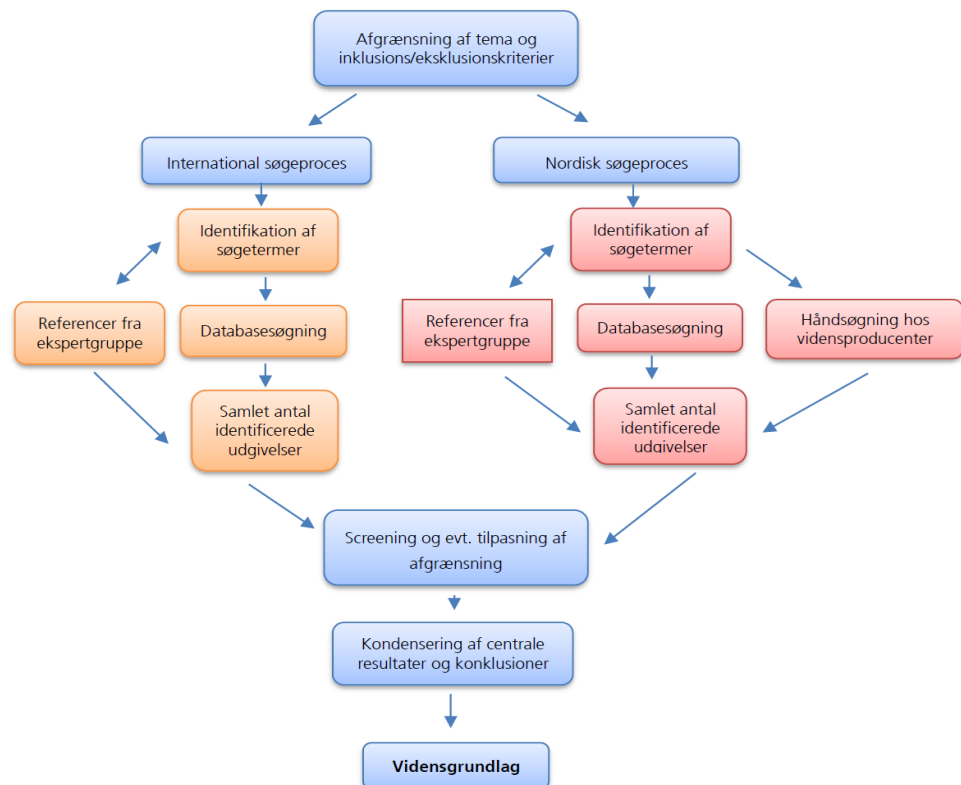 Afgrænsning af tema og
inklusions/eksklusionskriterier
International søgeproces
Nordisk søgeproces
Identifikation af
søgetermer
Identifikation af
søgetermer
Referencer fra
ekspertgruppe
Databasesøgning
Referencer fra
ekspertgruppe
Databasesøgning
Håndsøgning hos
vidensproducenter
Samlet antal
identificerede
udgivelser
Samlet antal
identificerede
udgivelser
Screening og evt. tilpasning af
afgrænsning
Kondensering af centrale
resultater og konklusioner
Vidensgrundlag